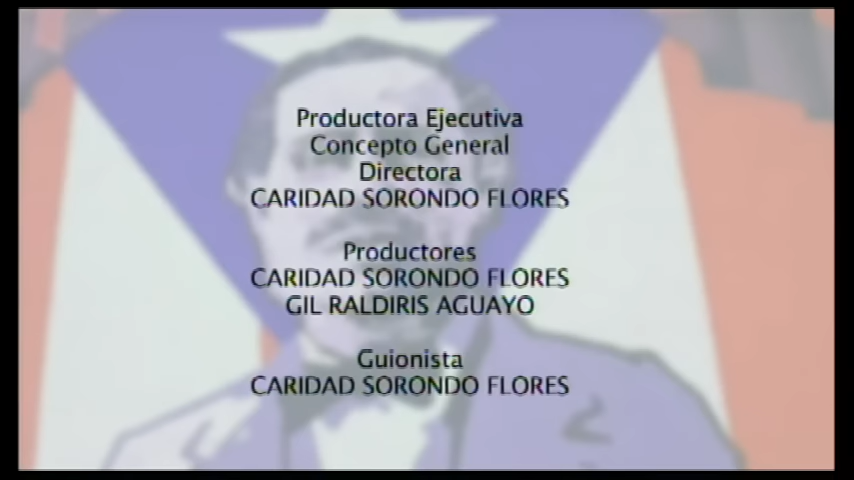 Productora Ejecutiva
Concepto General
Directora
CARIDAD SORONDO FLORES
Productores
CARIDAD SORONDO FLORES
GIL RALDIRIS AGUAYO
Guionista
CARIDAD SORONDO FLORES